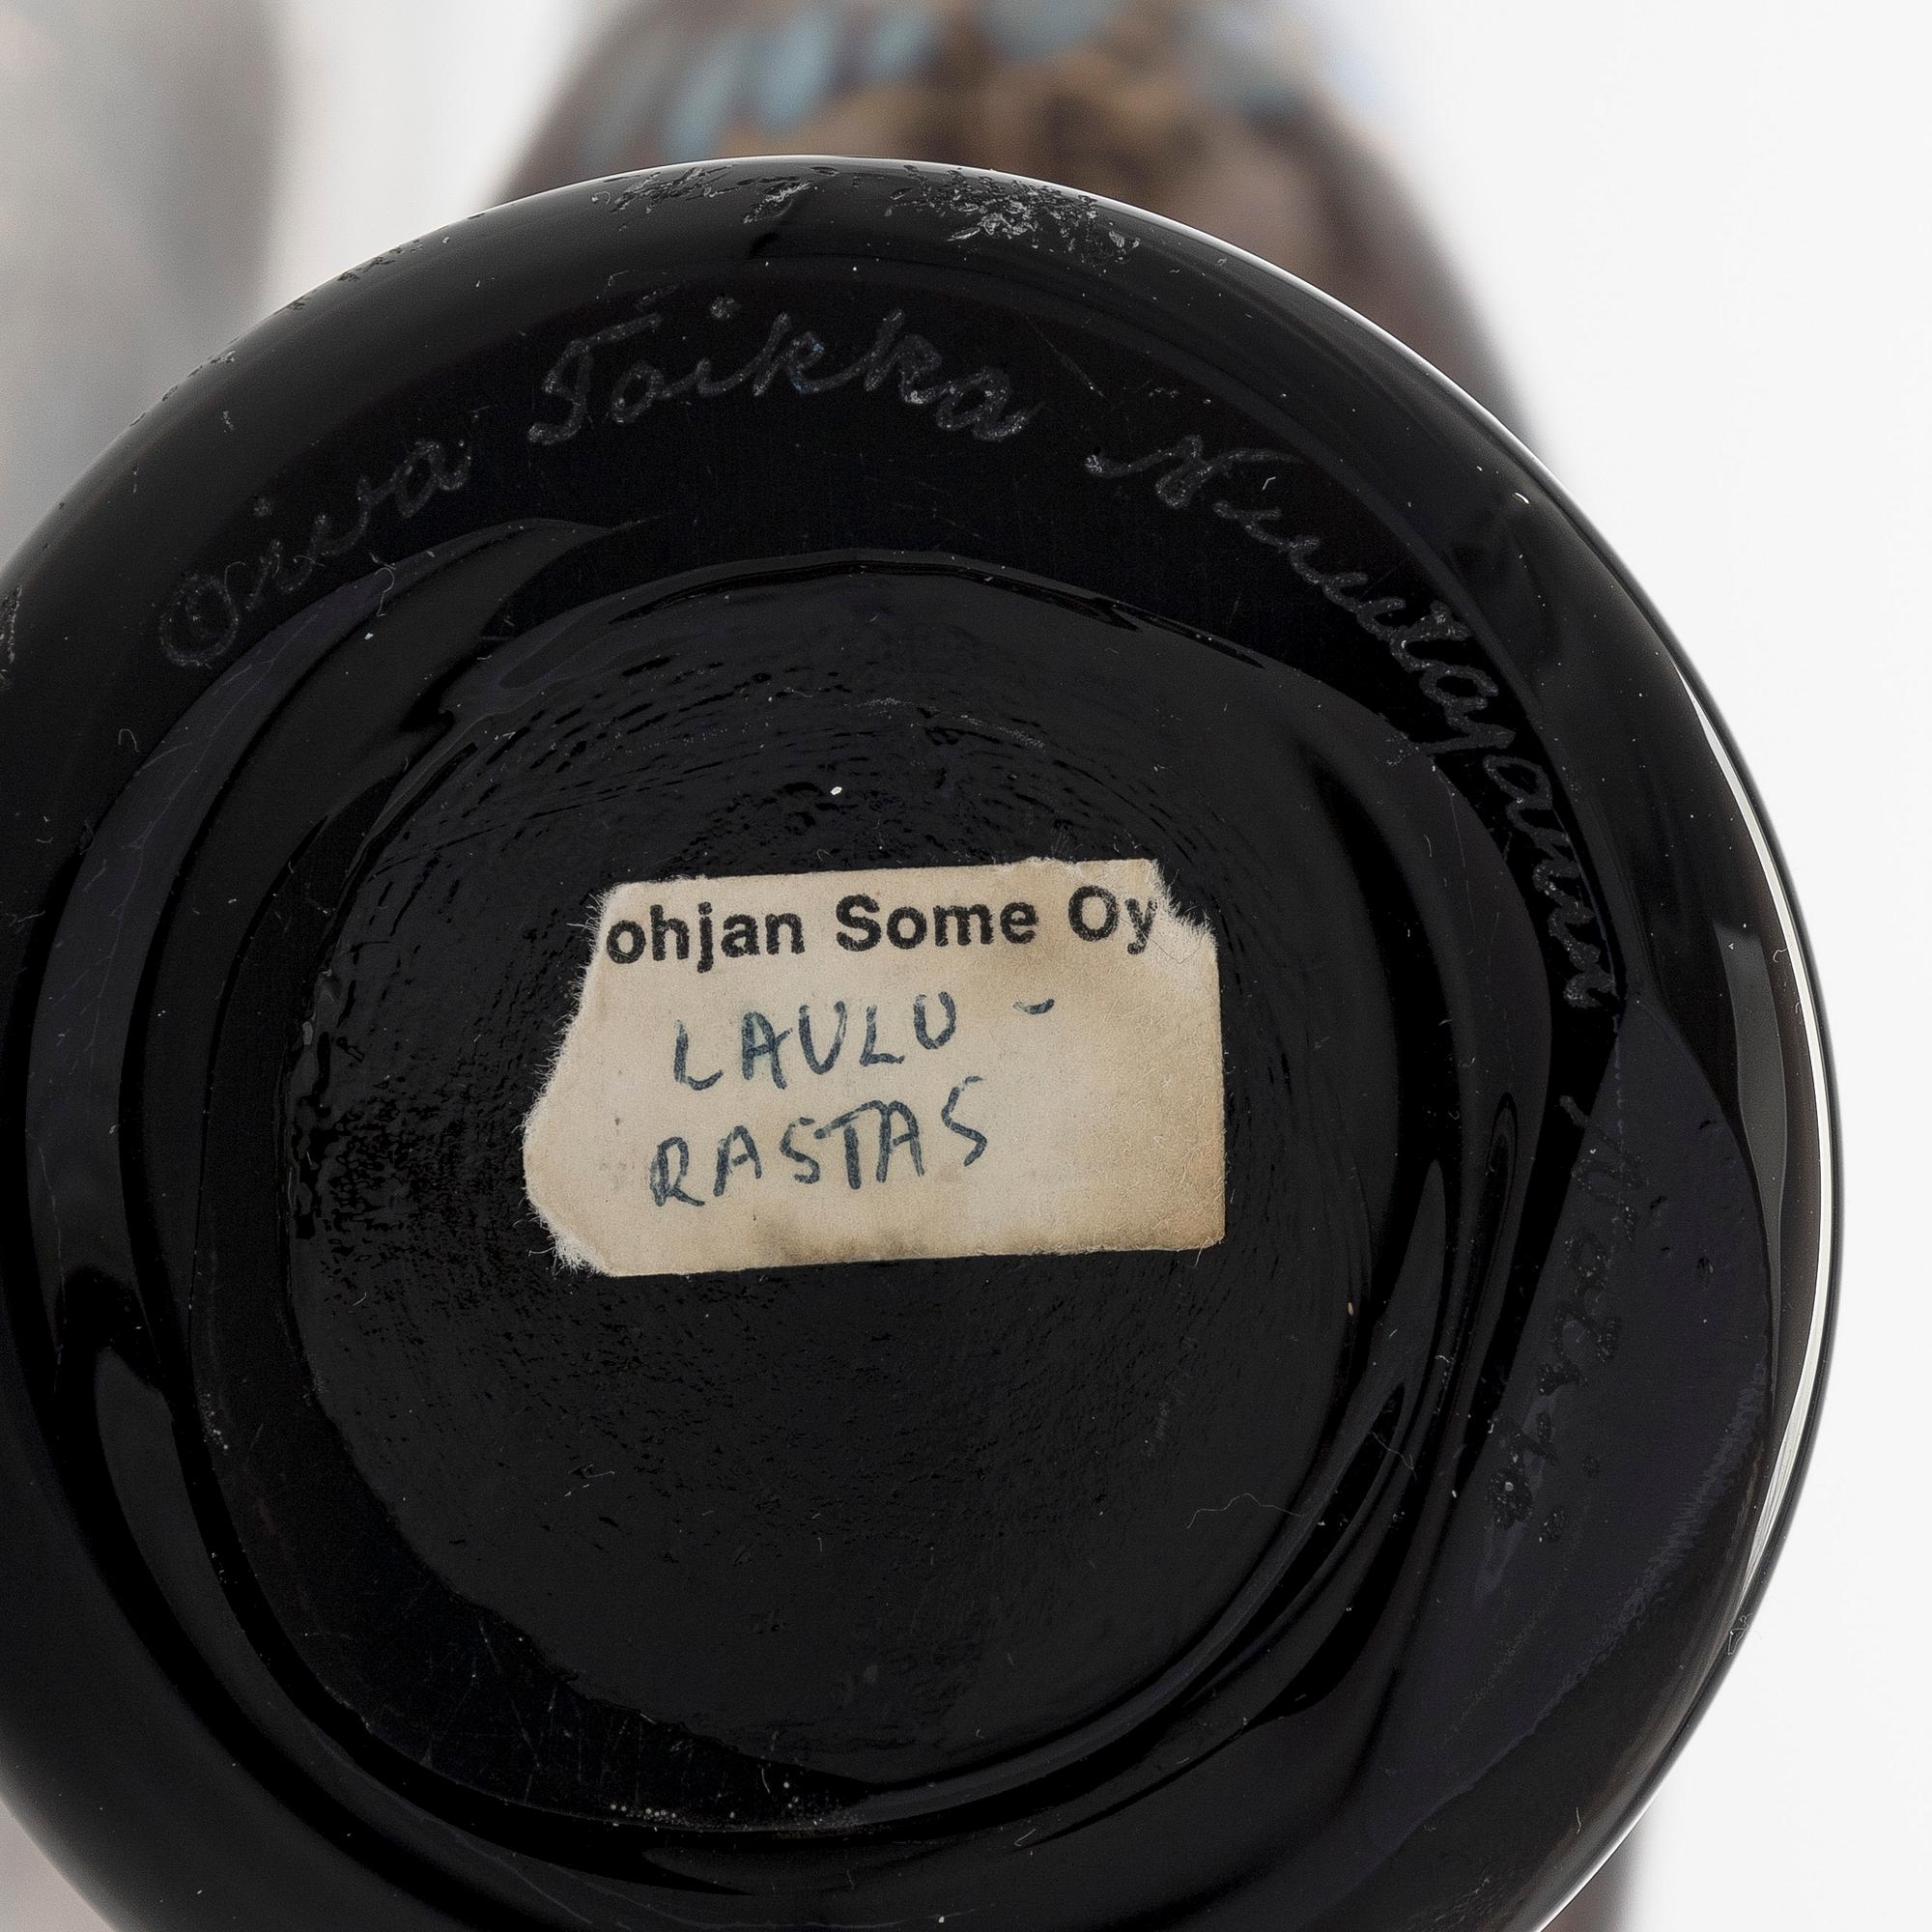 Oiva Toikka Nuutajärvi
ohjan Some Oy
LAULU -
RASTAS